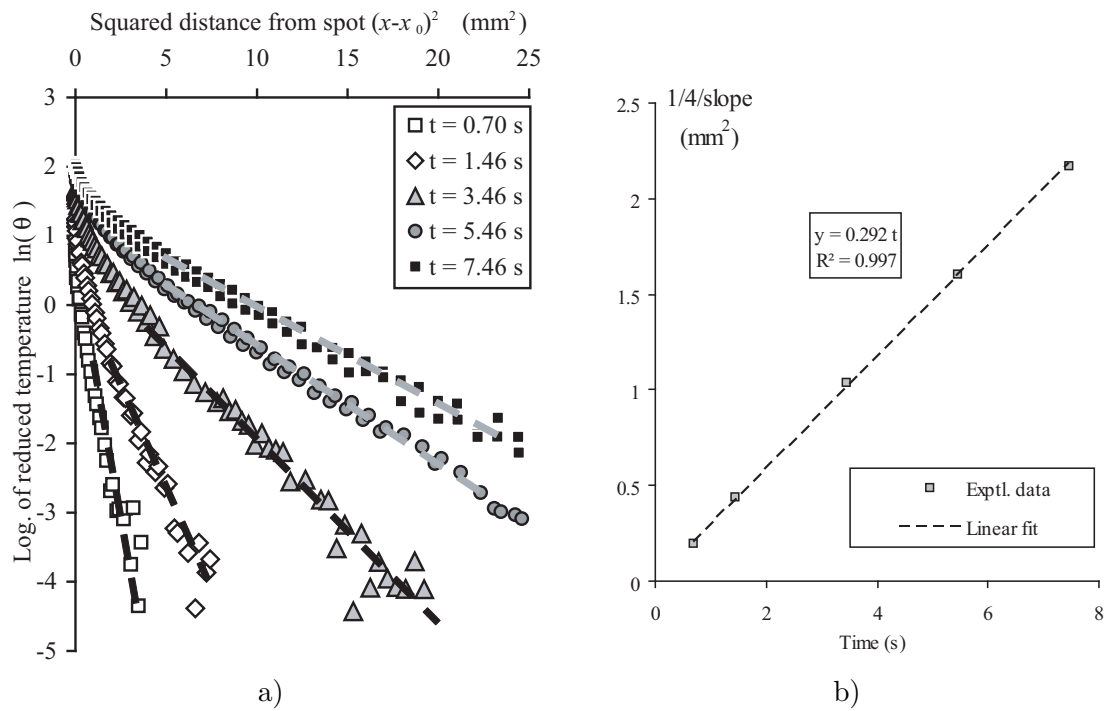 Squared distance from spot (x-x₀)² (mm²)
0 5 10 15 20 25
3
2
1
0
-1
-2
-3
-4
-5
Log. of reduced temperature ln(θ)
t = 0.70 s
t = 1.46 s
t = 3.46 s
t = 5.46 s
t = 7.46 s
a)
1/4/slope
(mm²)
2.5
2
1.5
1
0.5
0
y = 0.292 t
R² = 0.997
Exptl. data
Linear fit
0 2 4 6 8
Time (s)
b)